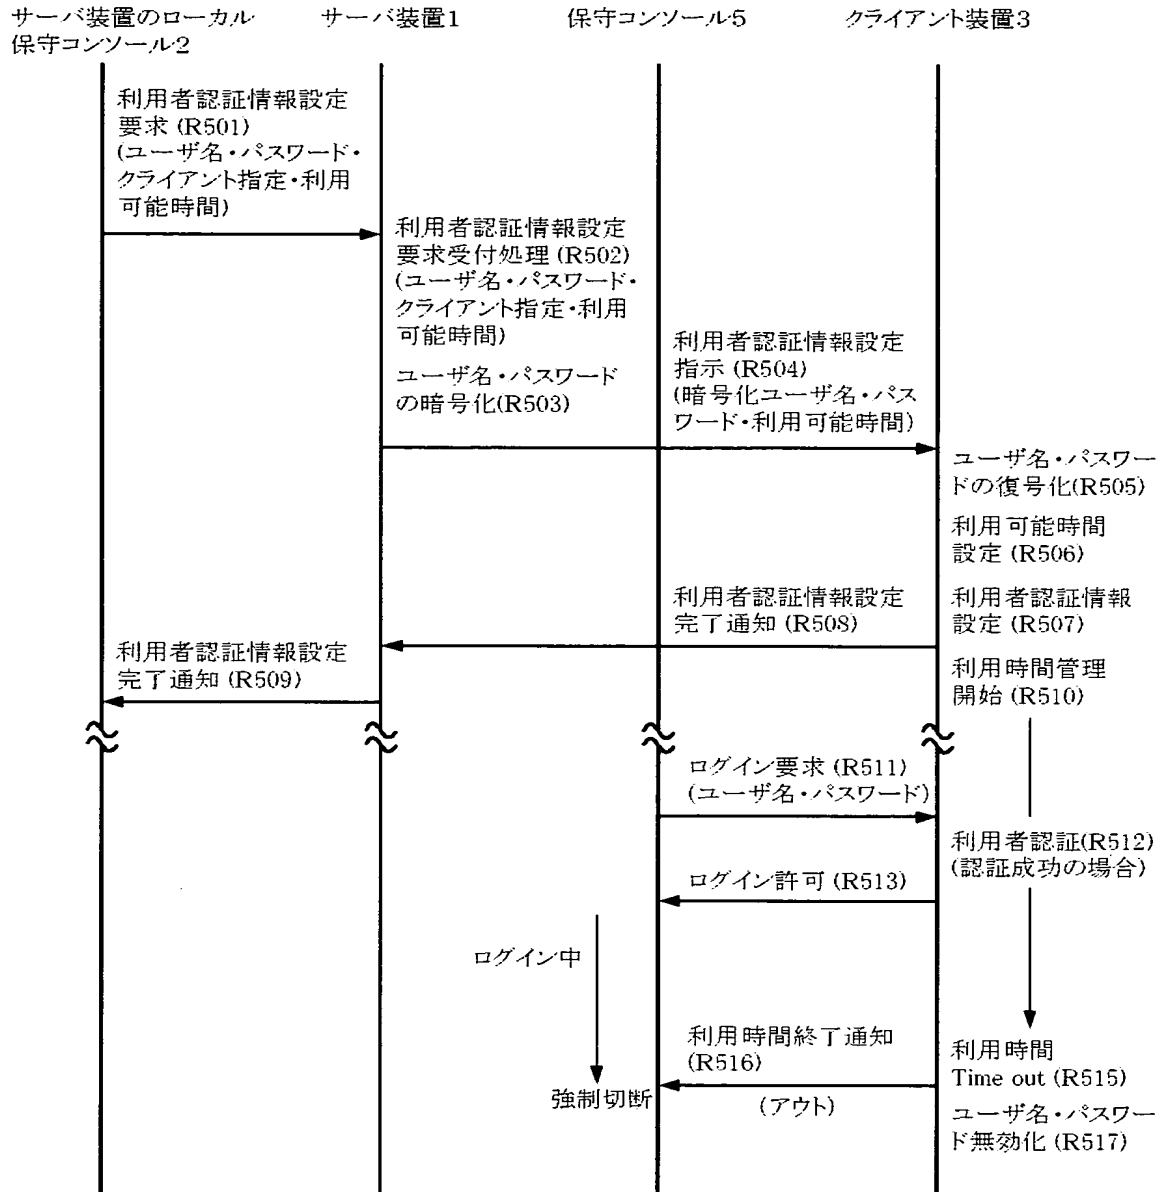 サーバ装置のローカル
保守コンソール2
サーバ装置1
保守コンソール5
クライアント装置3
利用者認証情報設定
要求 (R501)
(ユーザ名・パスワード・
クライアント指定・利用
可能時間)
利用者認証情報設定
要求受付処理 (R502)
(ユーザ名・パスワード・
クライアント指定・利用
可能時間)
ユーザ名・パスワード
の暗号化(R503)
利用者認証情報設定
指示 (R504)
(暗号化ユーザ名・パス
ワード・利用可能時間)
ユーザ名・パスワー
ドの復号化(R505)
利用可能時間
設定 (R506)
利用者認証情報
設定 (R507)
利用者認証情報設定
完了通知 (R508)
利用者認証情報設定
完了通知 (R509)
利用時間管理
開始 (R510)
ログイン要求 (R511)
(ユーザ名・パスワード)
利用者認証(R512)
(認証成功の場合)
ログイン許可 (R513)
ログイン中
利用時間終了通知
(R516)
利用時間
Time out (R515)
強制切断
(アウト)
ユーザ名・パスワー
ド無効化 (R517)